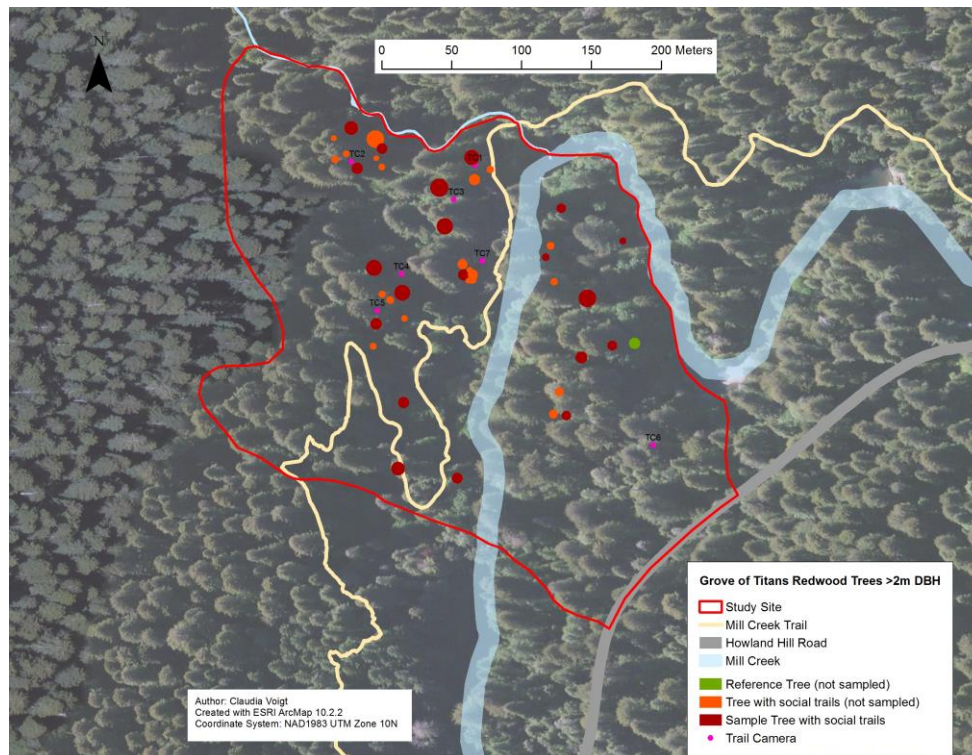 N
0 50 100 150 200 Meters
TC2
TC1
TC3
TC7
TC4
TC5
TC6
Grove of Titans Redwood Trees >2m DBH
Study Site
Mill Creek Trail
Howland Hill Road
Mill Creek
Reference Tree (not sampled)
Tree with social trails (not sampled)
Sample Tree with social trails
Trail Camera
Author: Claudia Voigt
Created with ESRI ArcMap 10.2.2
Coordinate System: NAD1983 UTM Zone 10N